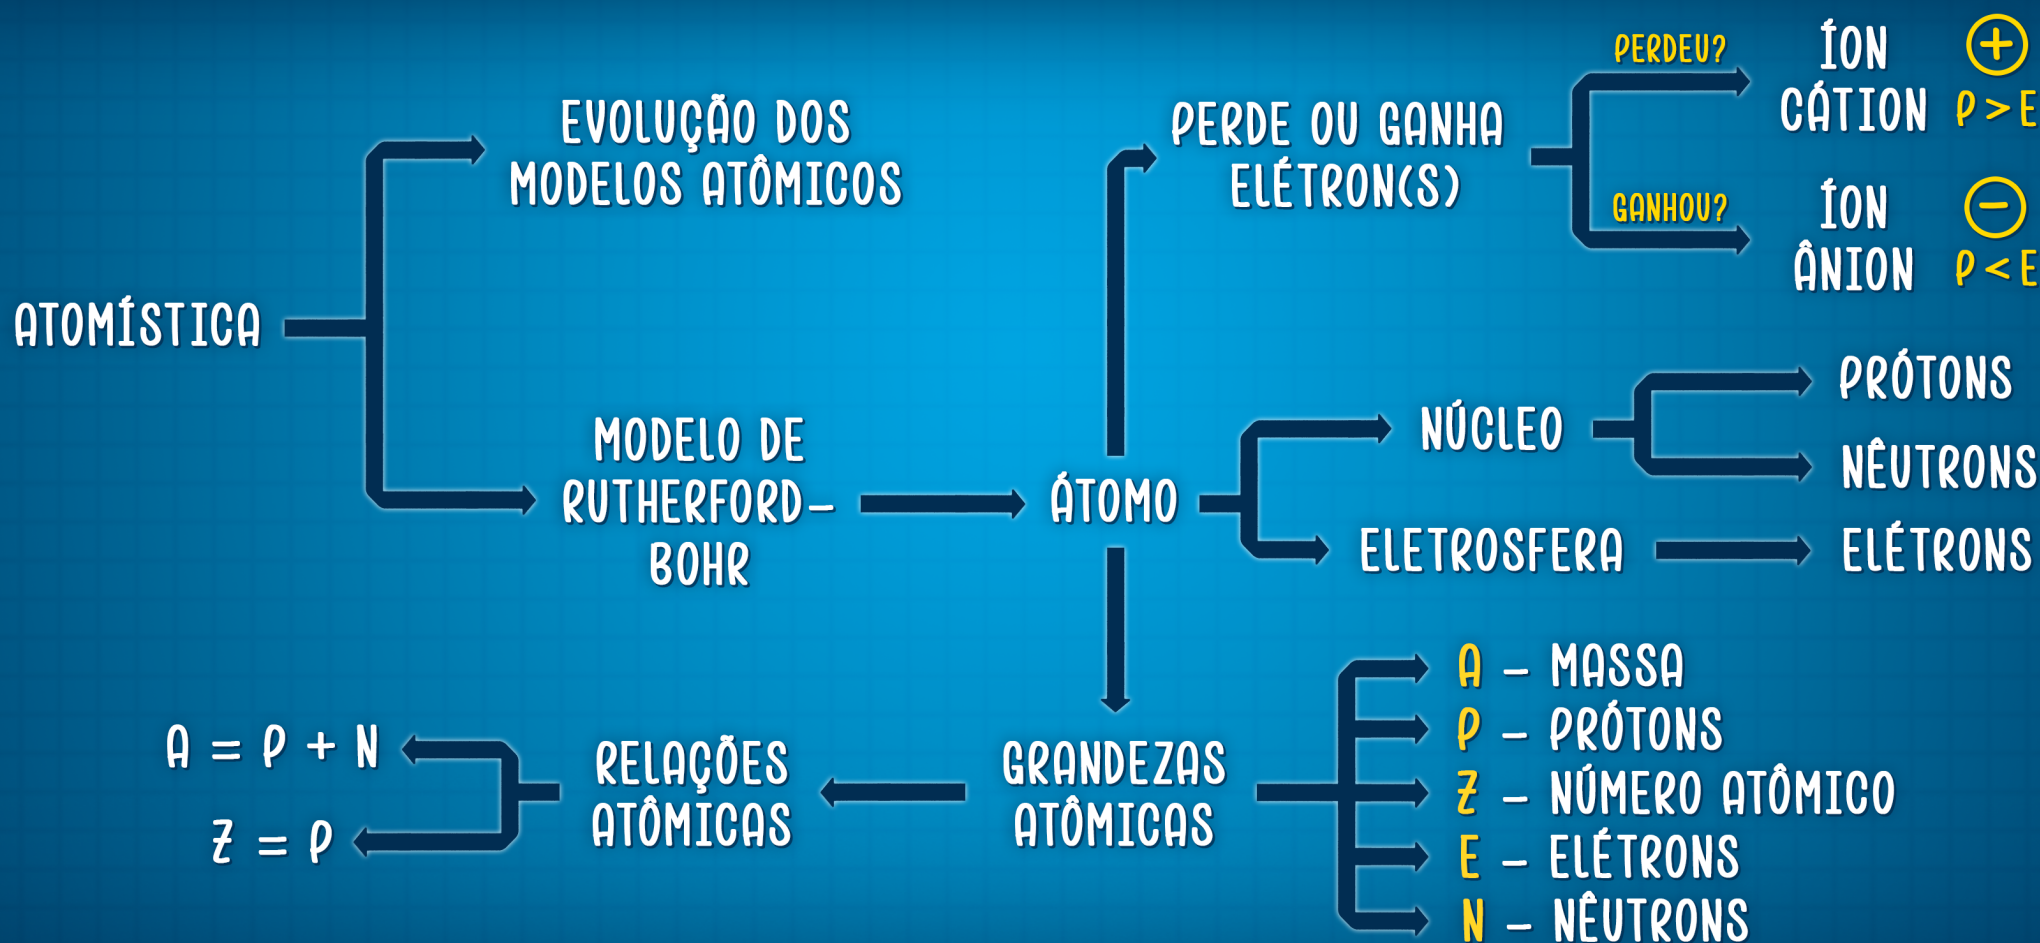 PERDEU?
ÍON
CÁTION
+
P > E
EVOLUÇÃO DOS
MODELOS ATÔMICOS
PERDE OU GANHA
ELÉTRON(S)
GANHOU?
ÍON
ÂNION
−
P < E
ATOMÍSTICA
MODELO DE
RUTHERFORD–
BOHR
ÁTOMO
NÚCLEO
PRÓTONS
NÊUTRONS
ELETROSFERA
ELÉTRONS
GRANDEZAS
ATÔMICAS
A – MASSA
P – PRÓTONS
Z – NÚMERO ATÔMICO
E – ELÉTRONS
N – NÊUTRONS
RELAÇÕES
ATÔMICAS
A = P + N
Z = P